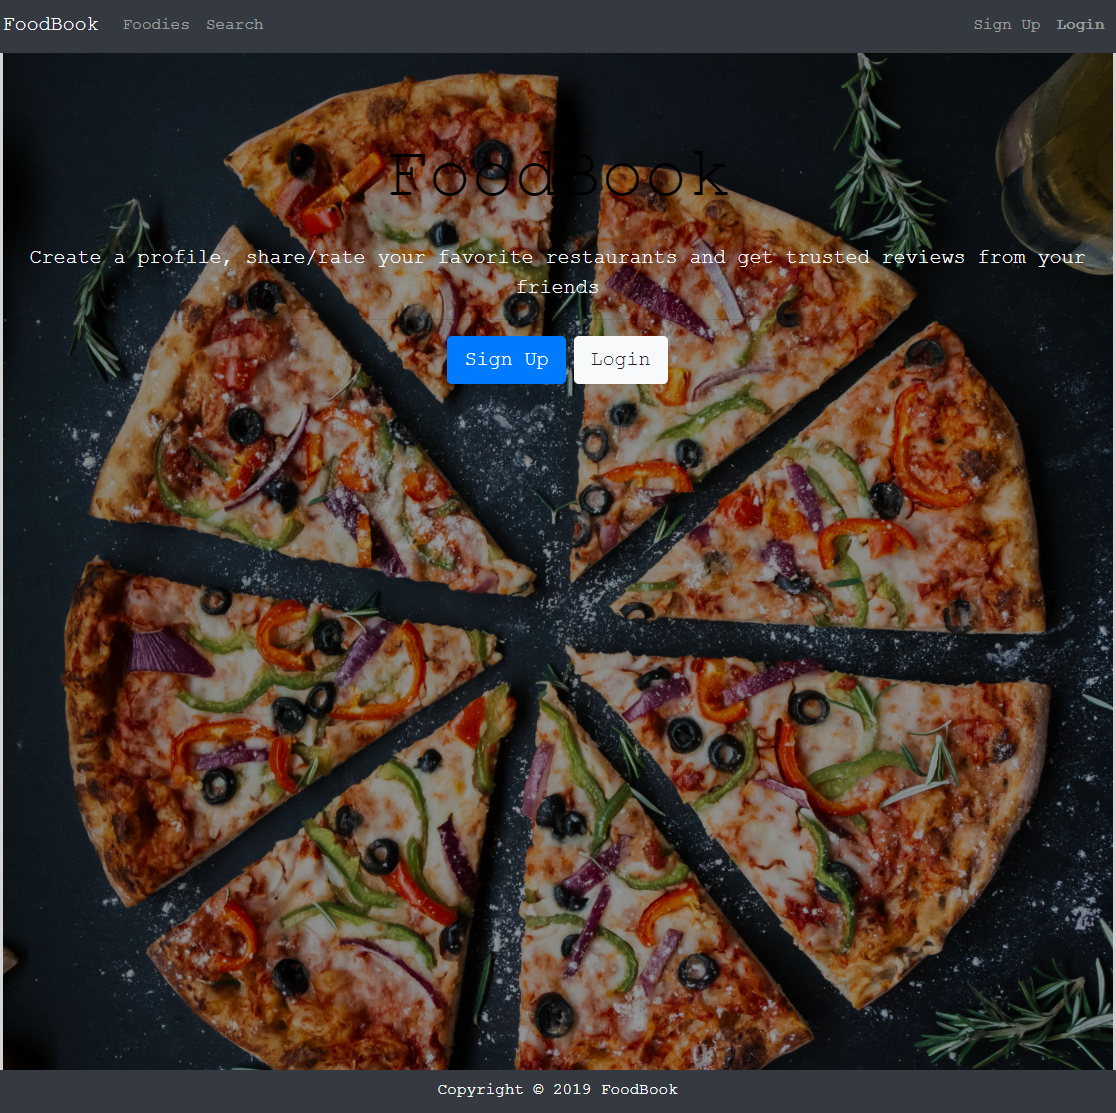 FoodBook Foodies Search Sign Up Login
FoodBook
Create a profile, share/rate your favorite restaurants and get trusted reviews from your
friends
Sign Up Login
Copyright © 2019 FoodBook